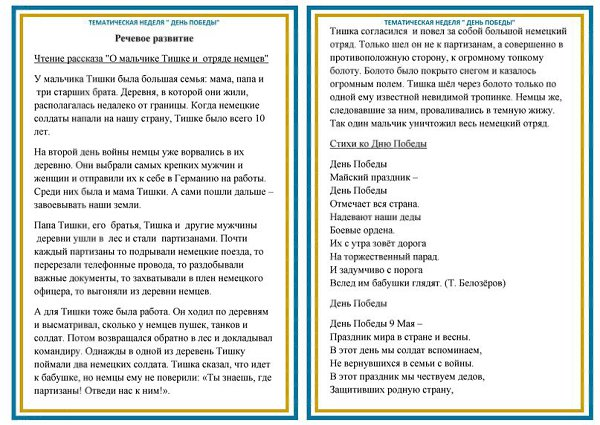 ТЕМАТИЧЕСКАЯ НЕДЕЛЯ " ДЕНЬ ПОБЕДЫ"
Речевое развитие
Чтение рассказа "О мальчике Тишке и отряде немцев"
У мальчика Тишки была большая семья: мама, папа и
три старших брата. Деревня, в которой они жили,
располагалась недалеко от границы. Когда немецкие
солдаты напали на нашу страну, Тишке было всего 10
лет.
На второй день войны немцы уже ворвались в их
деревню. Они выбрали самых крепких мужчин и
женщин и отправили их к себе в Германию на работы.
Среди них была и мама Тишки. А сами пошли дальше –
завоевывать наши земли.
Папа Тишки, его братья, Тишка и другие мужчины
деревни ушли в лес и стали партизанами. Почти
каждый партизаны то подрывали немецкие поезда, то
перерезали телефонные провода, то раздобывали
важные документы, то захватывали в плен немецкого
офицера, то выгоняли из деревни немцев.
А для Тишки тоже была работа. Он ходил по деревням
и высматривал, сколько у немцев пушек, танков и
солдат. Потом возвращался обратно в лес и докладывал
командиру. Однажды в одной из деревень Тишку
поймали два немецких солдата. Тишка сказал, что идет
к бабушке, но немцы ему не поверили: «Ты знаешь, где
партизаны! Отведи нас к ним!».
ТЕМАТИЧЕСКАЯ НЕДЕЛЯ " ДЕНЬ ПОБЕДЫ"
Тишка согласился и повел за собой большой немецкий
отряд. Только шел он не к партизанам, а совершенно в
противоположную сторону, к огромному топкому
болоту. Болото было покрыто снегом и казалось
огромным полем. Тишка шёл через болото только по
одной ему известной невидимой тропинке. Немцы же,
следовавшие за ним, проваливались в темную жижу.
Так один мальчик уничтожил весь немецкий отряд.
Стихи ко Дню Победы
День Победы
Майский праздник –
День Победы
Отмечает вся страна.
Надевают наши деды
Боевые ордена.
Их с утра зовёт дорога
На торжественный парад.
И задумчиво с порога
Вслед им бабушки глядят. (Т. Белозёров)
День Победы
День Победы 9 Мая –
Праздник мира в стране и весны.
В этот день мы солдат вспоминаем,
Не вернувшихся в семьи с войны.
В этот праздник мы чествуем дедов,
Защитивших родную страну,